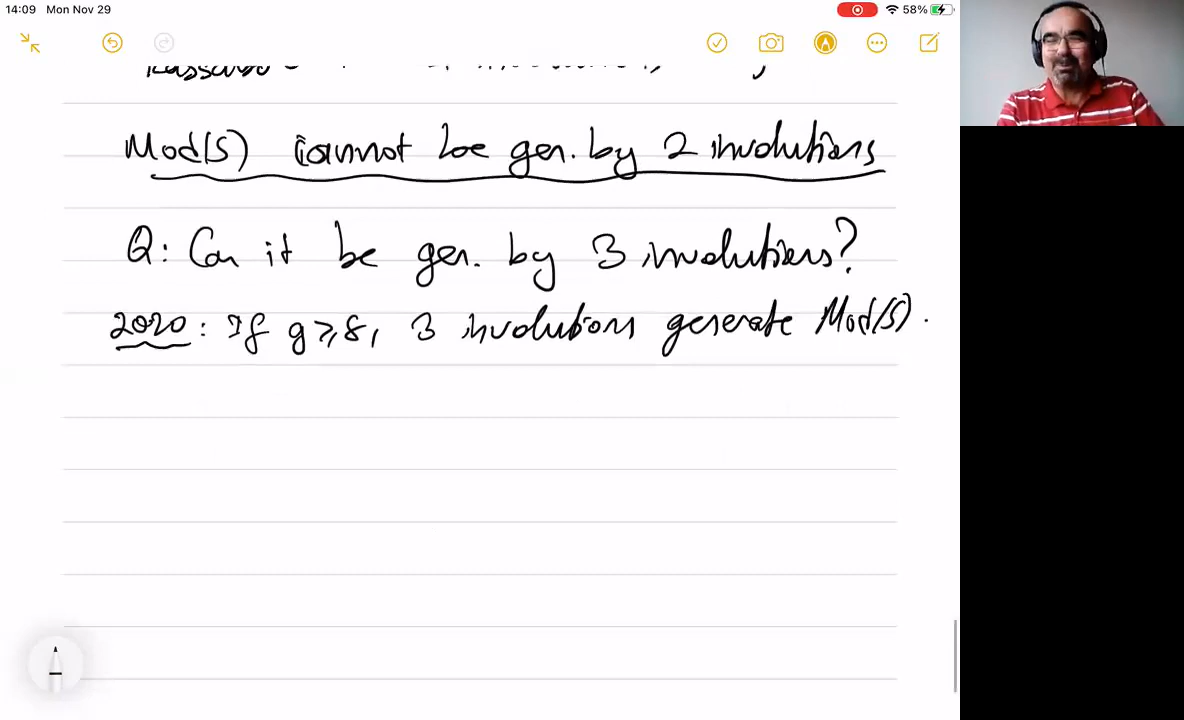 14:09 Mon Nov 29
58%
Mod(S) cannot be gen. by 2 involutions
Q: Can it be gen. by 3 involutions?
2020: If g≥8, 3 involutions generate Mod(S).